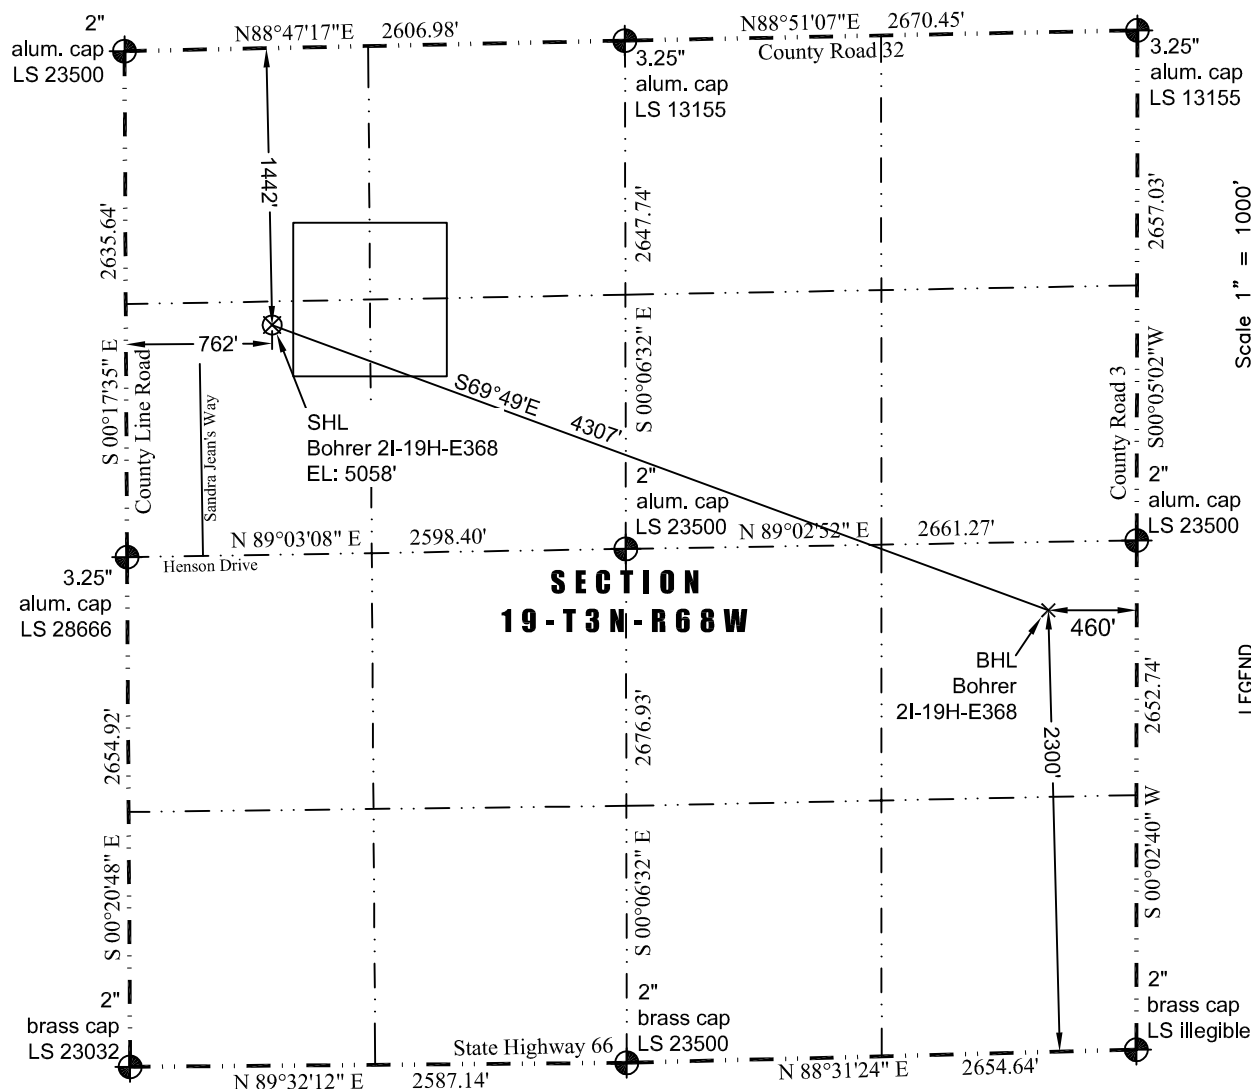 2"
alum. cap
LS 23500
N88°47'17"E 2606.98'
N88°51'07"E 2670.45'
County Road 32
3.25"
alum. cap
LS 13155
3.25"
alum. cap
LS 13155
1442'
2635.64'
2647.74'
2657.03'
Scale 1" = 1000'
762'
S 00°17'35" E
County Line Road
Sandra Jean's Way
S 00°06'32" E
S00°05'02"W
County Road 3
S69°49'E 4307'
SHL
Bohrer 2I-19H-E368
EL: 5058'
2"
alum. cap
LS 23500
2"
alum. cap
LS 23500
N 89°03'08" E 2598.40'
N 89°02'52" E 2661.27'
Henson Drive
3.25"
alum. cap
LS 28666
SECTION
19-T3N-R68W
460'
BHL
Bohrer
2I-19H-E368
LEGEND
2654.92'
2676.93'
2652.74'
2300'
S 00°20'48" E
S 00°06'32" E
S 00°02'40" W
2"
brass cap
LS 23032
State Highway 66
2"
brass cap
LS 23500
2"
brass cap
LS illegible
N 89°32'12" E 2587.14'
N 88°31'24" E 2654.64'